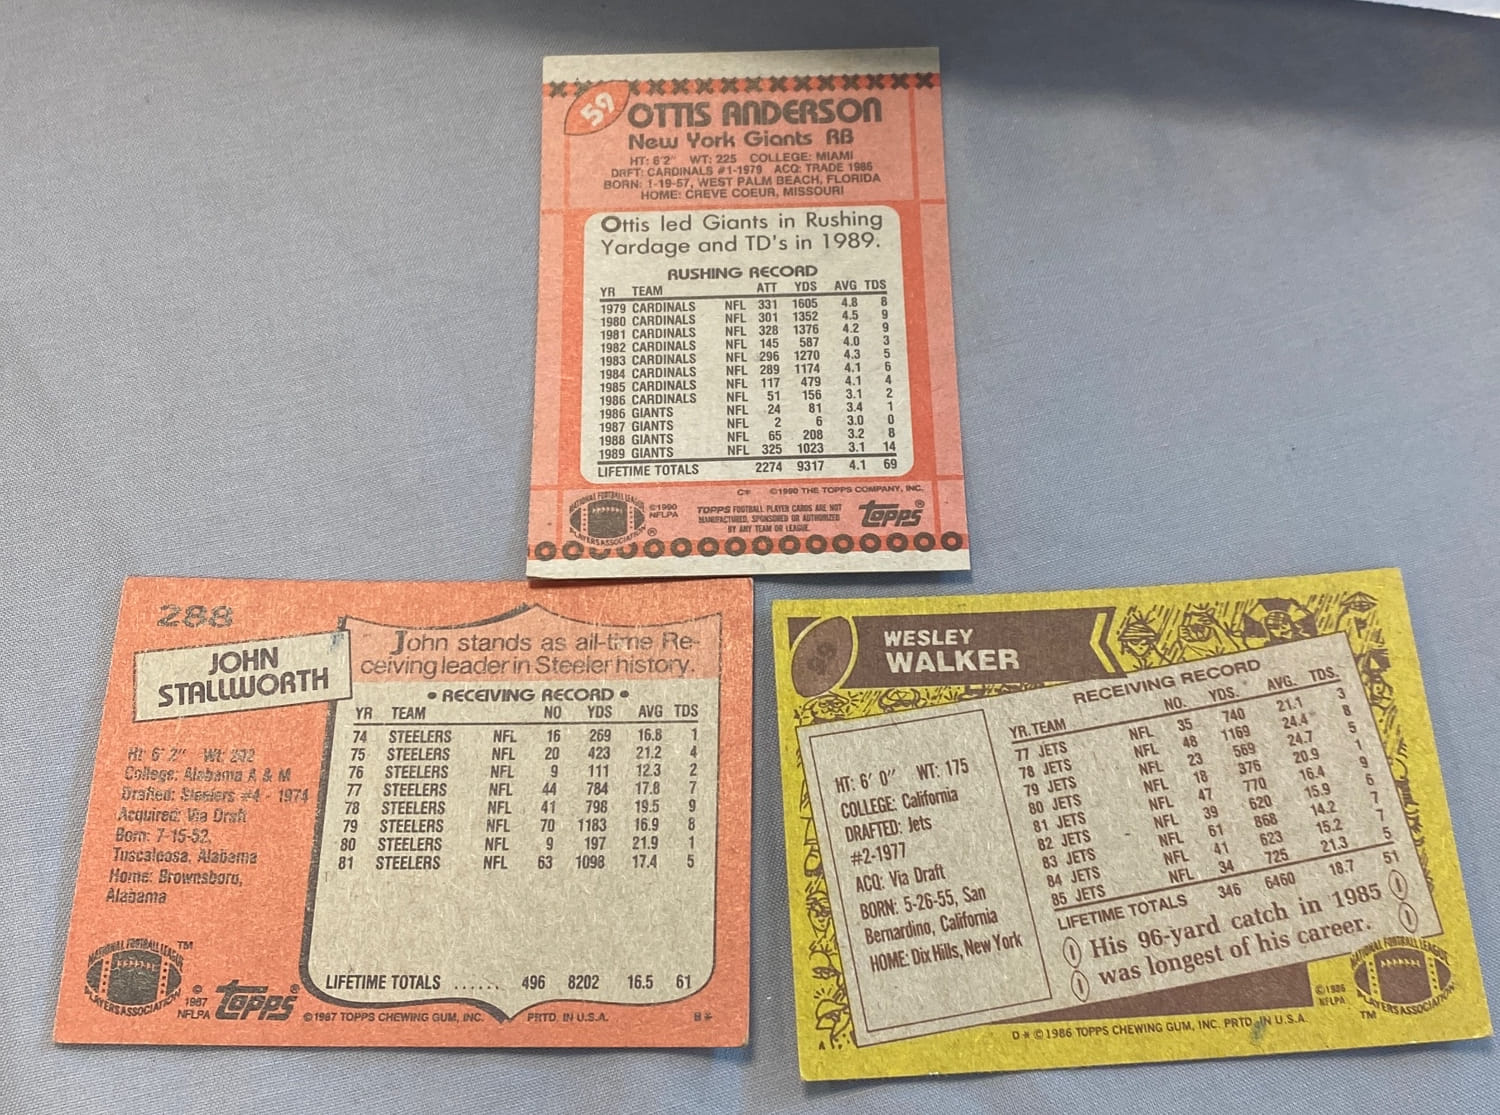 59
OTTIS ANDERSON
New York Giants RB
HT: 6'2" WT: 225 COLLEGE: MIAMI
DRFT: CARDINALS #1-1979 ACQ: TRADE 1986
BORN: 1-19-57, WEST PALM BEACH, FLORIDA
HOME: CREVE COEUR, MISSOURI
Ottis led Giants in Rushing
Yardage and TD's in 1989.
RUSHING RECORD
YR TEAM ATT YDS AVG TDS
1979 CARDINALS NFL 331 1605 4.8 8
1980 CARDINALS NFL 301 1352 4.5 9
1981 CARDINALS NFL 328 1376 4.2 9
1982 CARDINALS NFL 145 587 4.0 3
1983 CARDINALS NFL 296 1270 4.3 5
1984 CARDINALS NFL 289 1174 4.1 6
1985 CARDINALS NFL 117 479 4.1 4
1986 CARDINALS NFL 51 156 3.1 2
1986 GIANTS NFL 24 81 3.4 1
1987 GIANTS NFL 2 6 3.0 0
1988 GIANTS NFL 65 208 3.2 8
1989 GIANTS NFL 325 1023 3.1 14
LIFETIME TOTALS 2274 9317 4.1 69
C* ©1990 THE TOPPS COMPANY, INC.
NATIONAL FOOTBALL LEAGUE
PLAYERS ASSOCIATION ®
©1990
NFLPA
TOPPS FOOTBALL PLAYER CARDS ARE NOT
MANUFACTURED, SPONSORED OR AUTHORIZED
BY ANY TEAM OR LEAGUE.
topps®
288
JOHN
STALLWORTH
Ht: 6' 2" Wt: 202
College: Alabama A & M
Drafted: Steelers #4 - 1974
Acquired: Via Draft
Born: 7-15-52,
Tuscaloosa, Alabama
Home: Brownsboro,
Alabama
John stands as all-time Re-
ceiving leader in Steeler history.
• RECEIVING RECORD •
YR TEAM NO YDS AVG TDS
74 STEELERS NFL 16 269 16.8 1
75 STEELERS NFL 20 423 21.2 4
76 STEELERS NFL 9 111 12.3 2
77 STEELERS NFL 44 784 17.8 7
78 STEELERS NFL 41 798 19.5 9
79 STEELERS NFL 70 1183 16.9 8
80 STEELERS NFL 9 197 21.9 1
81 STEELERS NFL 63 1098 17.4 5
LIFETIME TOTALS ...... 496 8202 16.5 61
NATIONAL FOOTBALL LEAGUE
PLAYERS ASSOCIATION ™
© 1987
NFLPA
topps®
©1987 TOPPS CHEWING GUM, INC. PRTD. IN U.S.A. B*
WESLEY
WALKER
HT: 6' 0" WT: 175
COLLEGE: California
DRAFTED: Jets
#2-1977
ACQ: Via Draft
BORN: 5-26-55, San
Bernardino, California
HOME: Dix Hills, New York
RECEIVING RECORD
YR. TEAM NO. YDS. AVG. TDS.
77 JETS NFL 35 740 21.1 3
78 JETS NFL 48 1169 24.4 8
79 JETS NFL 23 569 24.7 5
80 JETS NFL 18 376 20.9 1
81 JETS NFL 47 770 16.4 9
82 JETS NFL 39 620 15.9 6
83 JETS NFL 61 868 14.2 7
84 JETS NFL 41 623 15.2 7
85 JETS NFL 34 725 21.3 5
LIFETIME TOTALS 346 6460 18.7 51
His 96-yard catch in 1985
was longest of his career.
©1986
NFLPA
NATIONAL FOOTBALL LEAGUE
PLAYERS ASSOCIATION
™
D* ©1986 TOPPS CHEWING GUM, INC. PRTD. IN U.S.A.